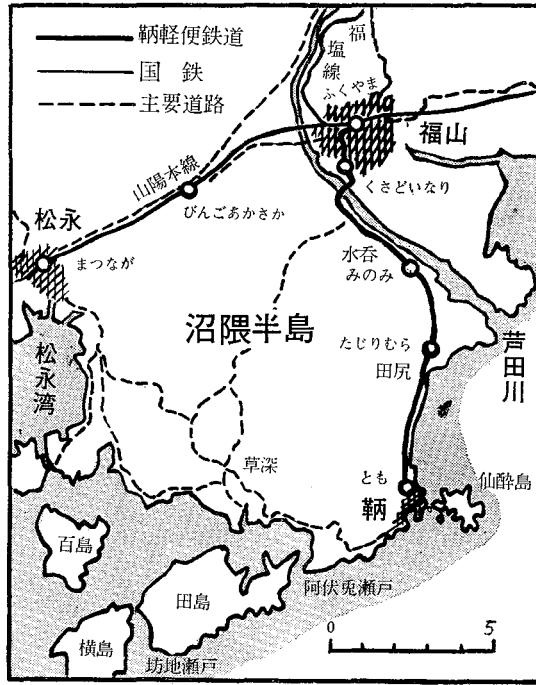 鞆軽便鉄道
国鉄
主要道路
福
塩
線
ふくやま
福山
くさどいなり
山陽本線
びんごあかさか
松永
まつなが
水呑
みのみ
沼隈半島
たじりむら
田尻
芦田川
松永湾
草深
とも
鞆
仙酔島
百島
阿伏兎瀬戸
田島
横島
坊地瀬戸
0 5